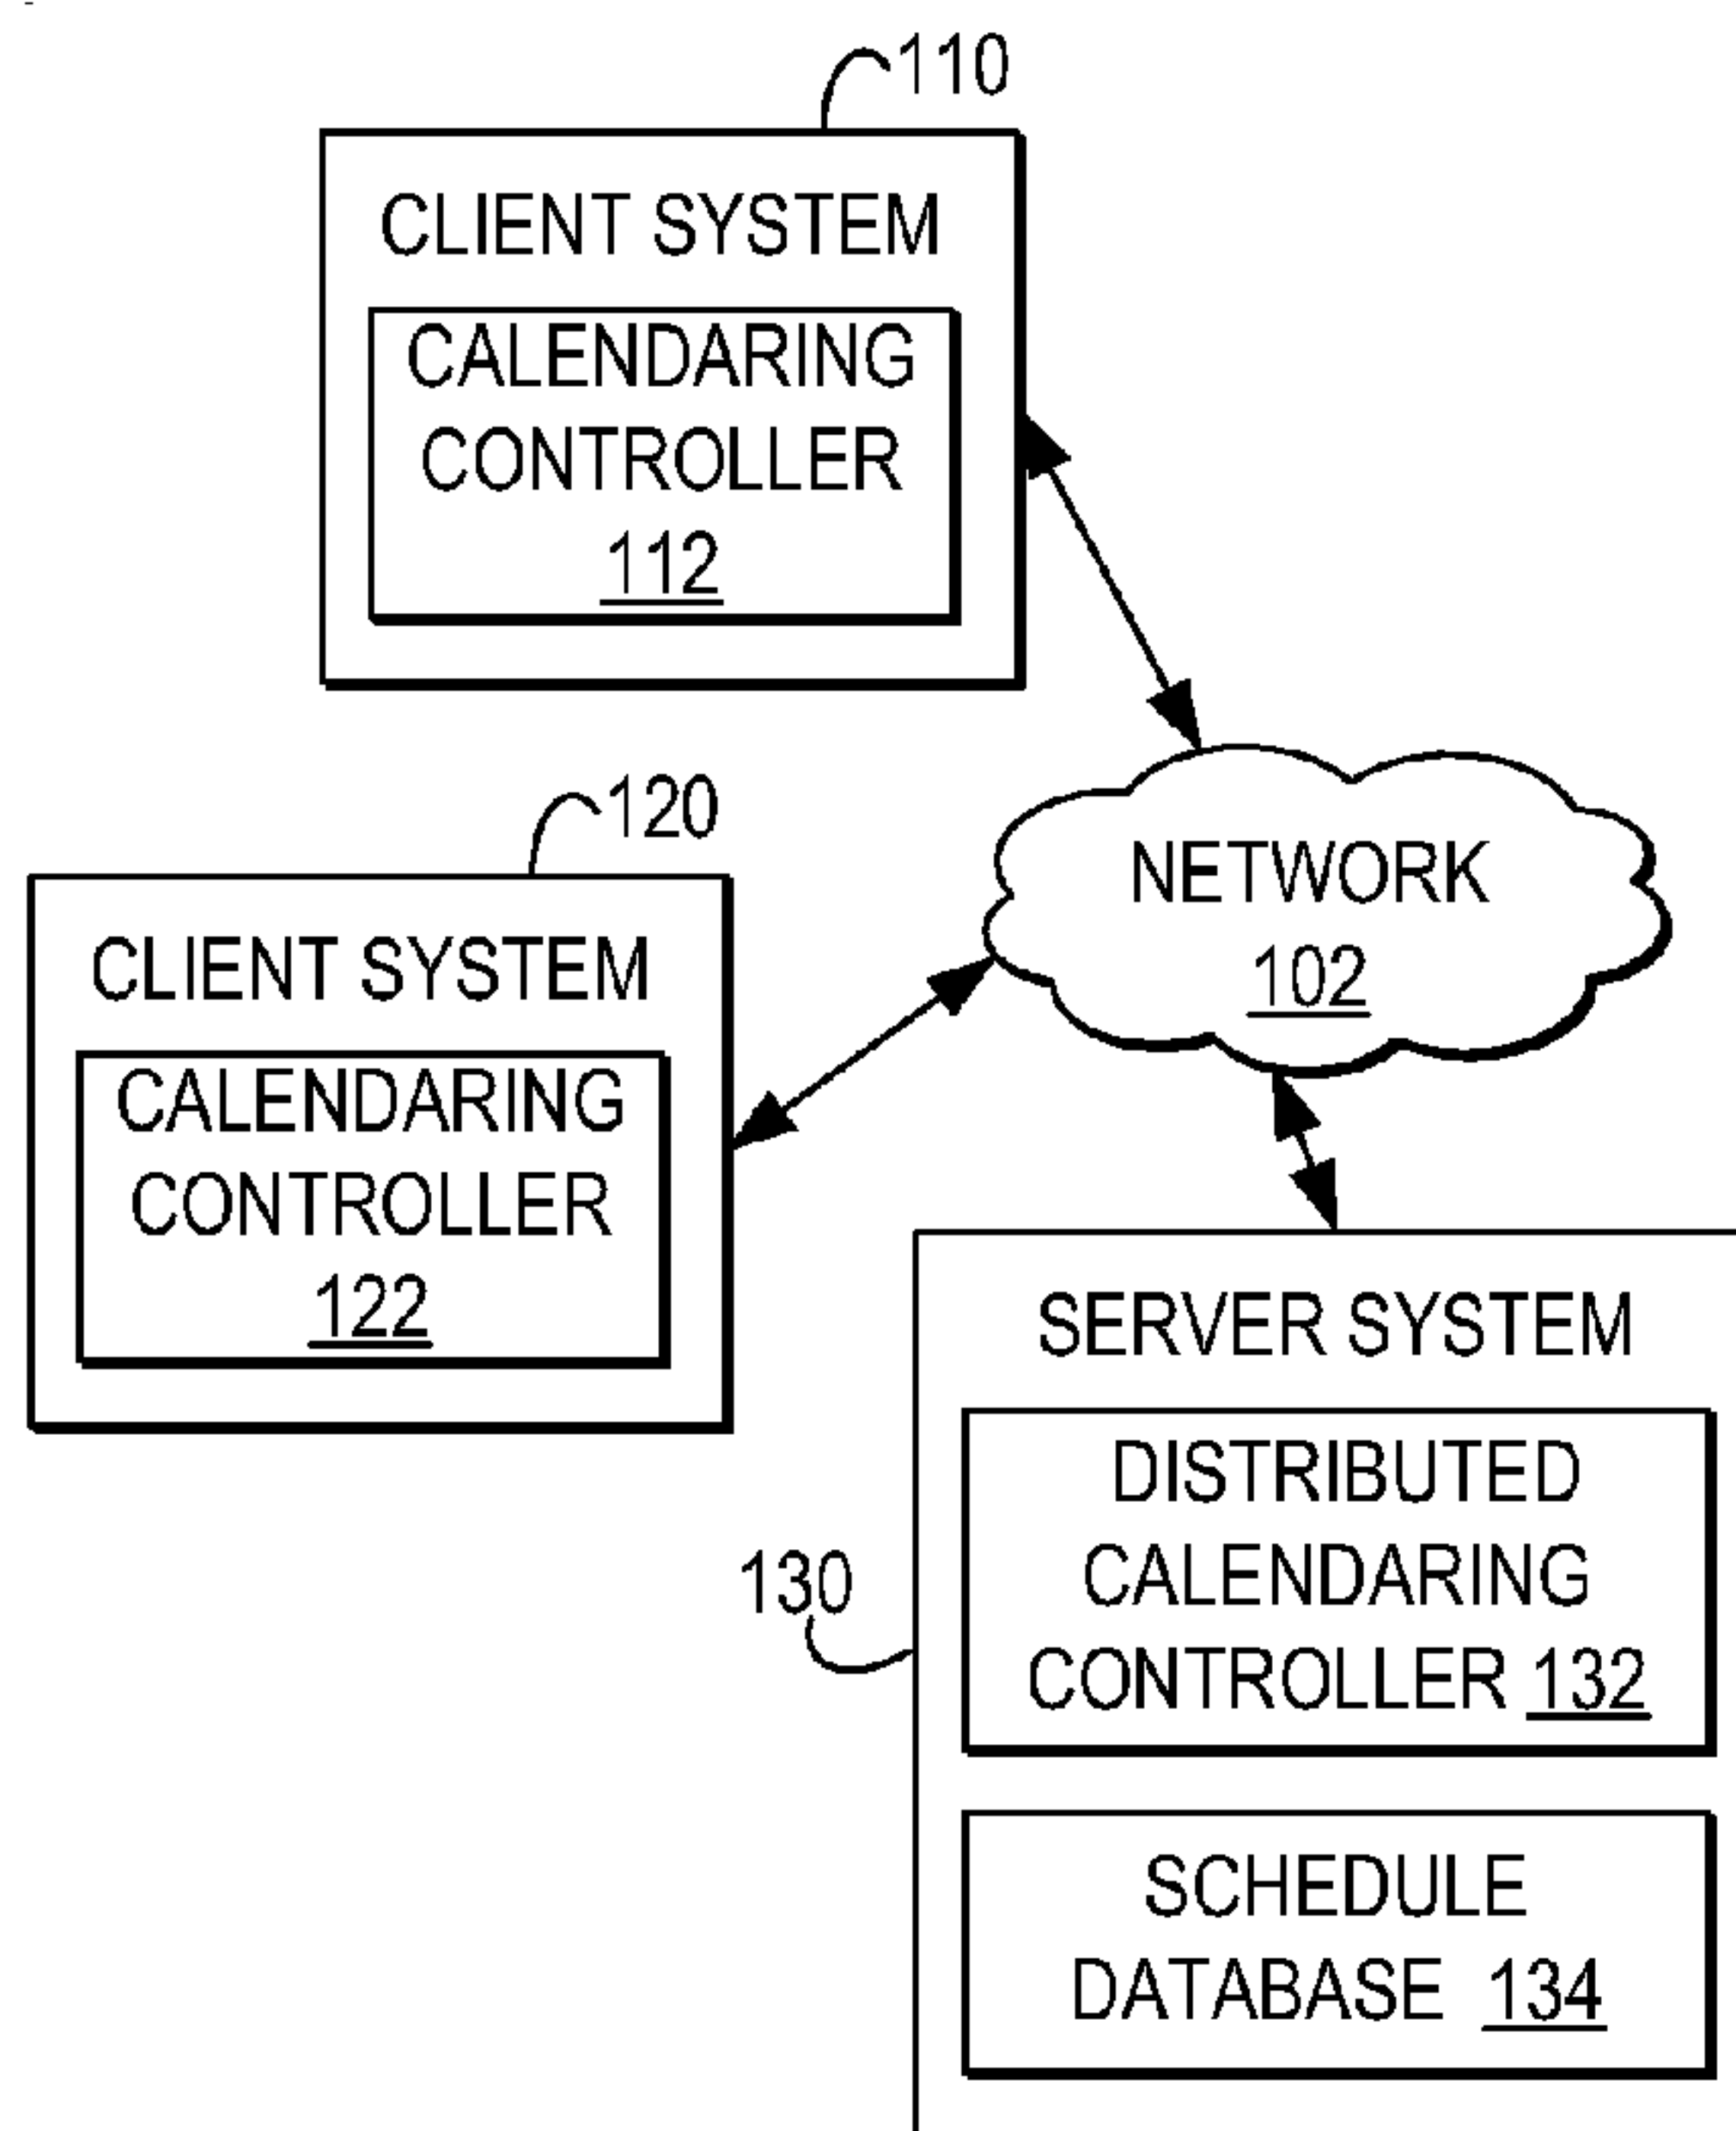 110
CLIENT SYSTEM
CALENDARING
CONTROLLER
112
120
CLIENT SYSTEM
CALENDARING
CONTROLLER
122
NETWORK
102
130
SERVER SYSTEM
DISTRIBUTED
CALENDARING
CONTROLLER 132
SCHEDULE
DATABASE 134